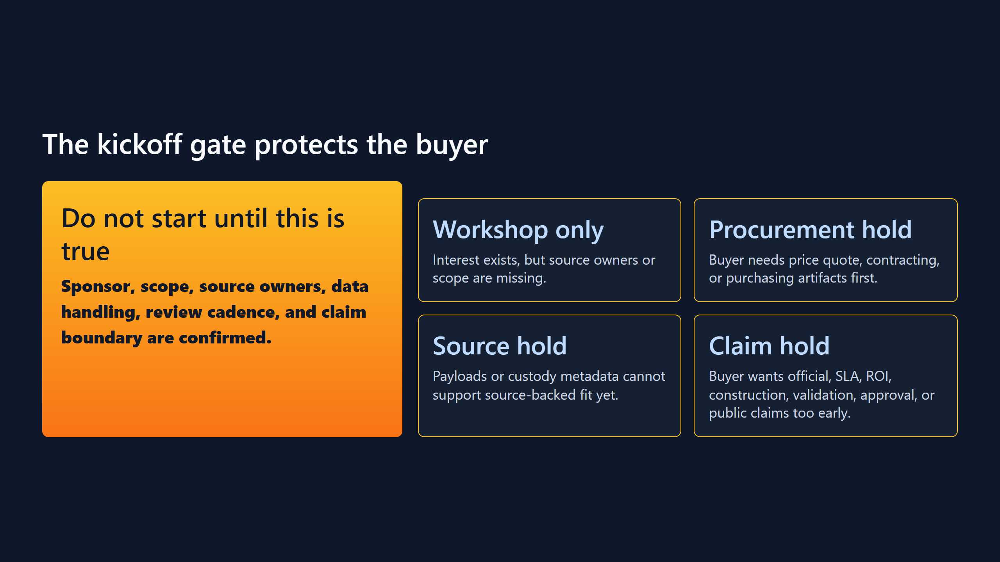 The kickoff gate protects the buyer
Do not start until this is
true
Sponsor, scope, source owners, data
handling, review cadence, and claim
boundary are confirmed.
Workshop only
Interest exists, but source owners or
scope are missing.
Procurement hold
Buyer needs price quote, contracting,
or purchasing artifacts first.
Source hold
Payloads or custody metadata cannot
support source-backed fit yet.
Claim hold
Buyer wants official, SLA, ROI,
construction, validation, approval, or
public claims too early.